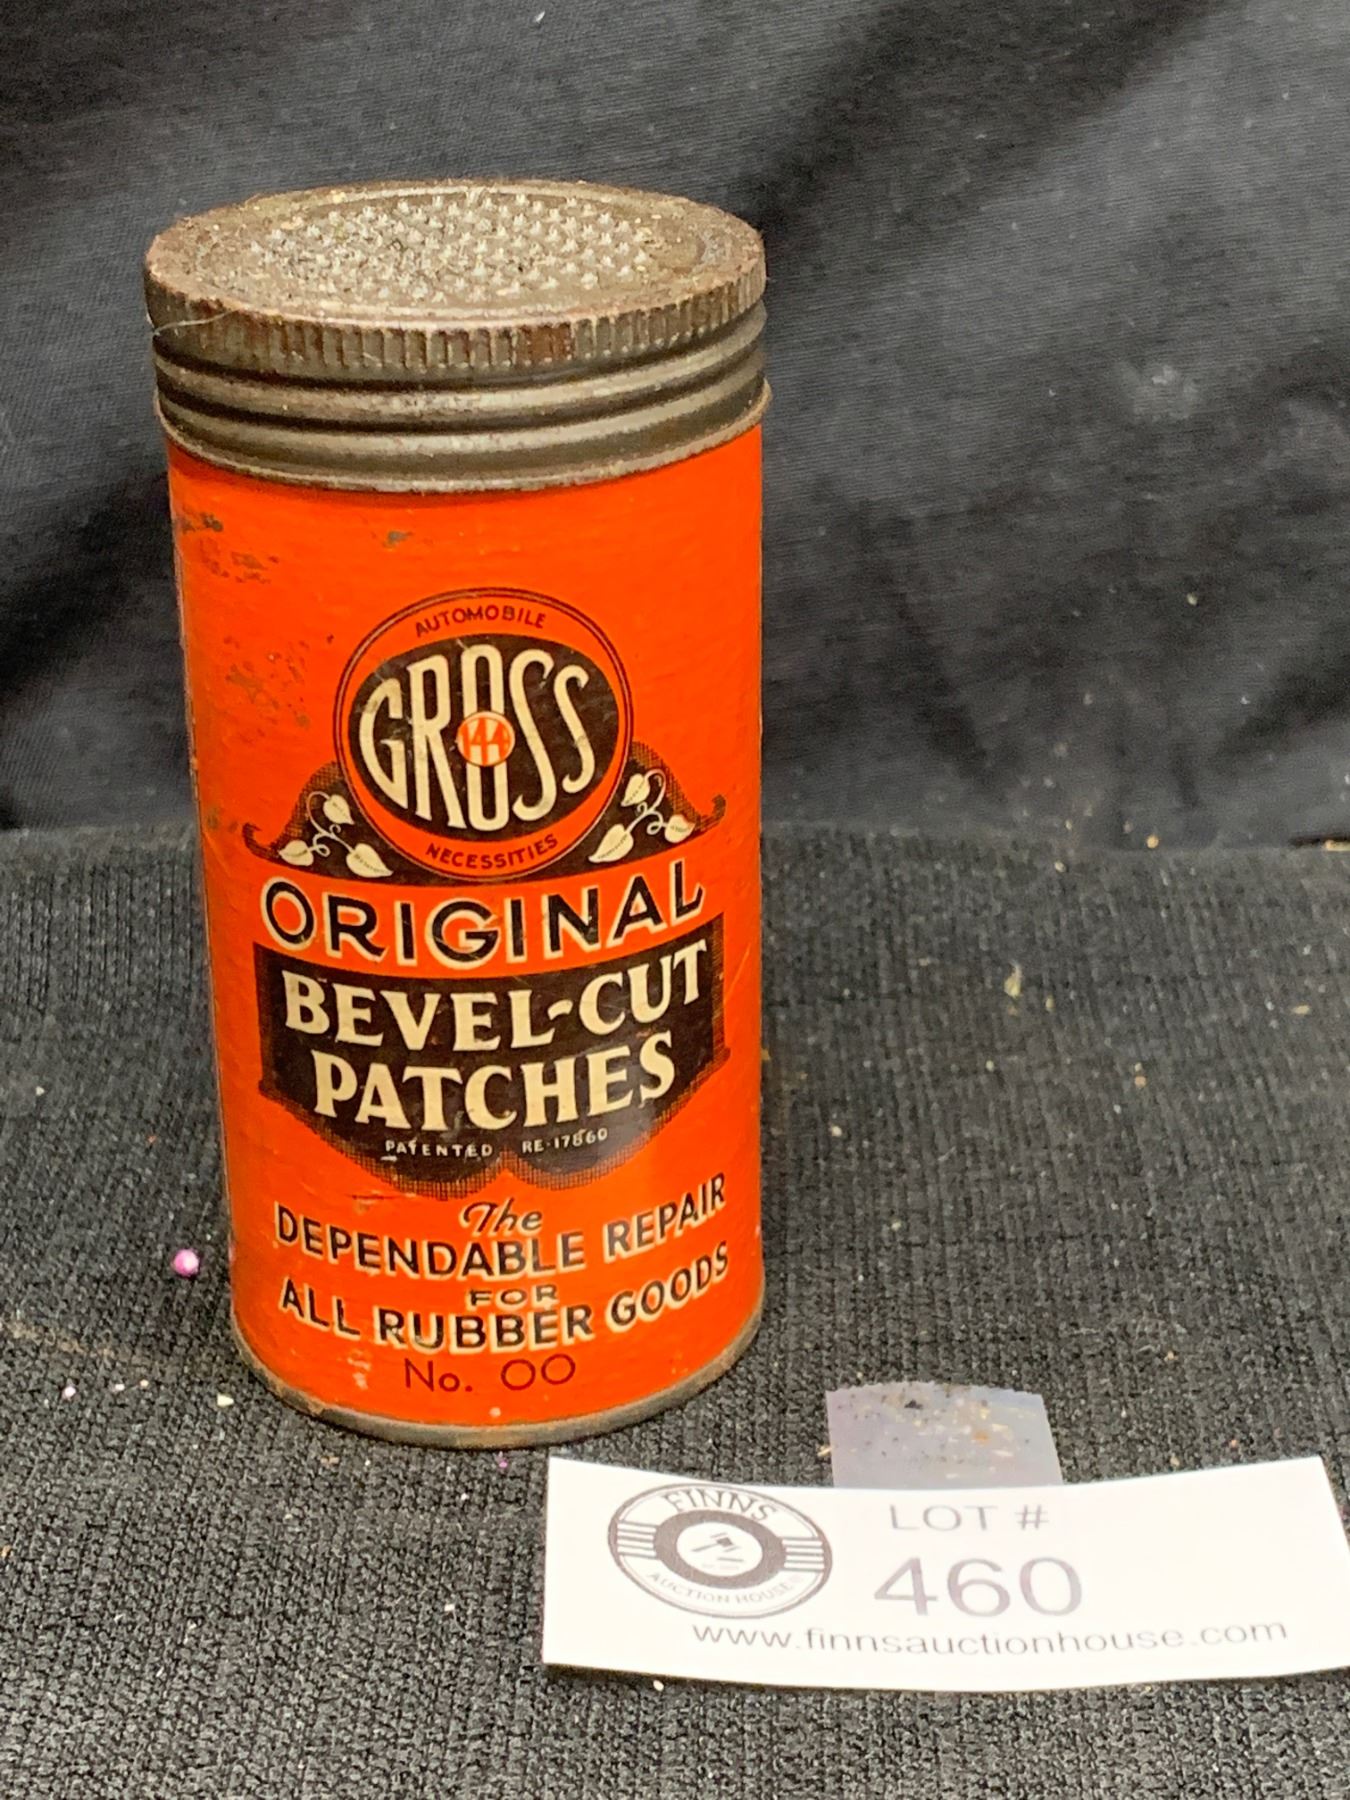 AUTOMOBILE
GROSS
144
NECESSITIES
ORIGINAL
BEVEL-CUT
PATCHES
PATENTED RE-17860
The
DEPENDABLE REPAIR
FOR
ALL RUBBER GOODS
No. 00
FINNS
AUCTION HOUSE
LOT #
460
www.finnsauctionhouse.com